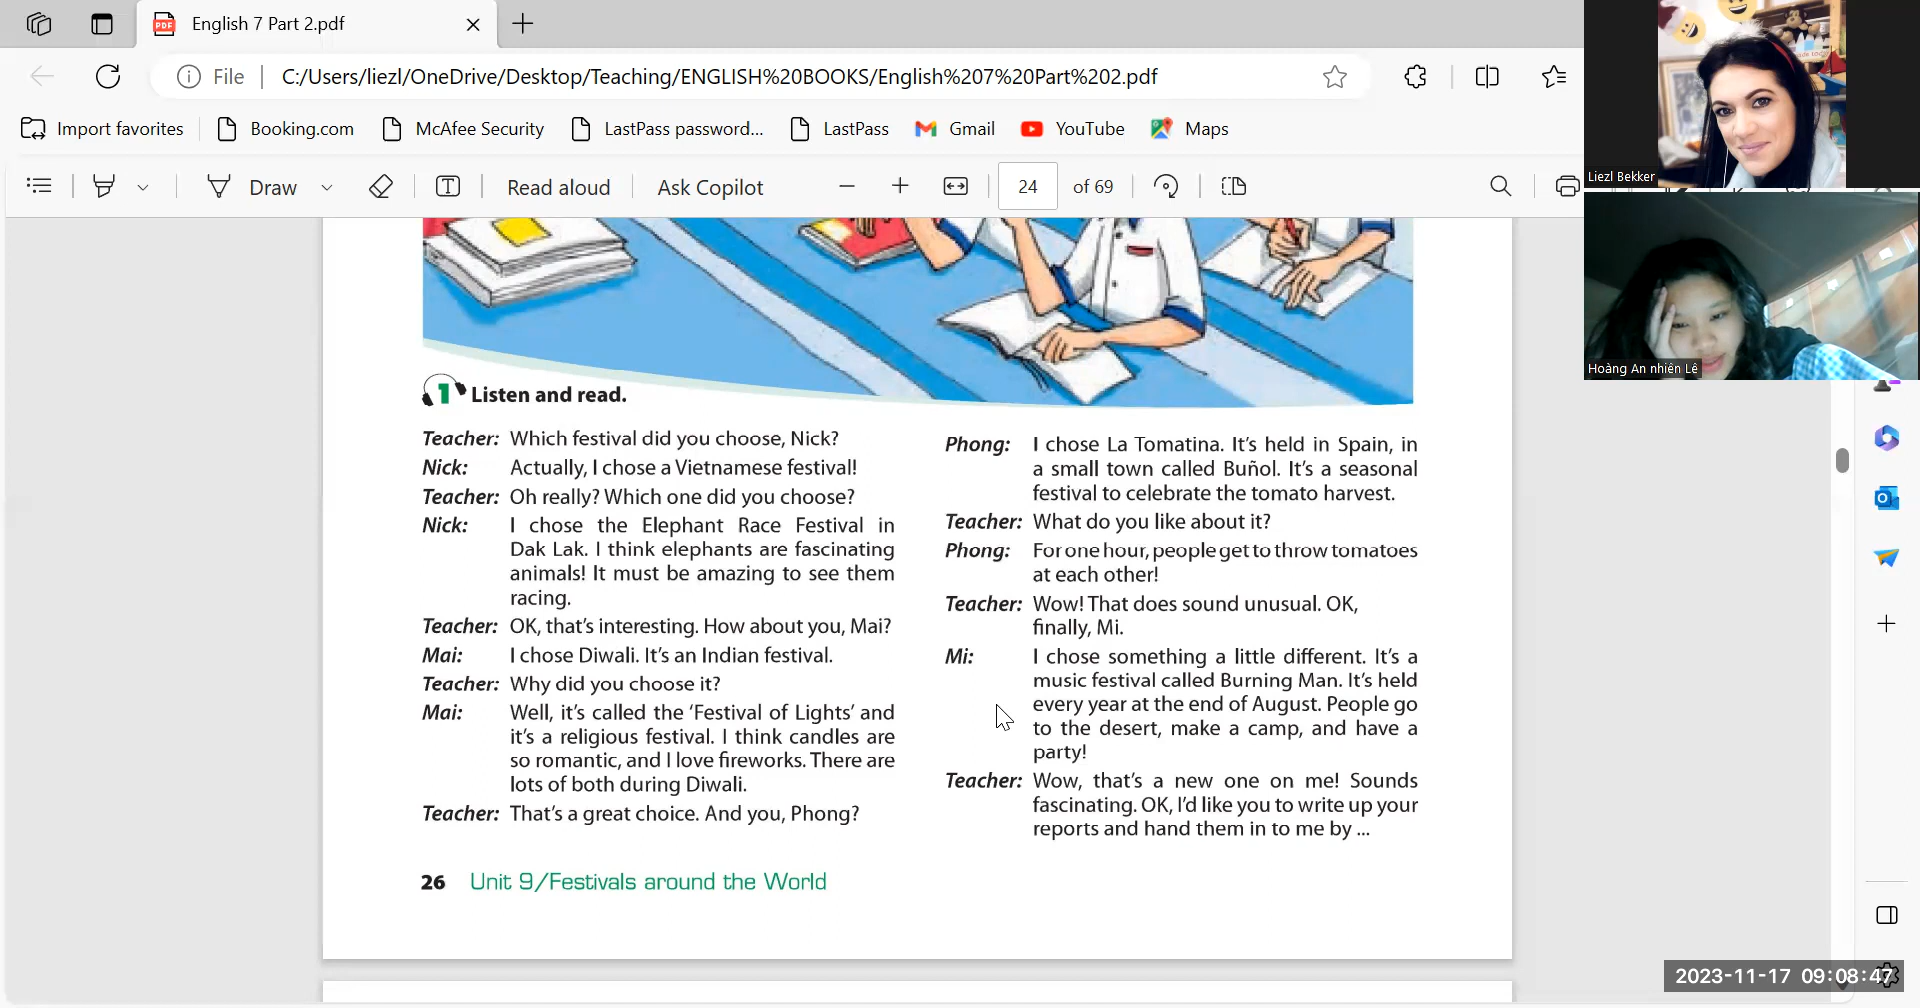 English 7 Part 2.pdf
File
C:/Users/liezl/OneDrive/Desktop/Teaching/ENGLISH%20BOOKS/English%207%20Part%202.pdf
Import favorites
Booking.com
McAfee Security
LastPass password...
LastPass
Gmail
YouTube
Maps
Draw
Read aloud
Ask Copilot
24
of 69
Liezl Bekker
Hoàng An nhiên Lê
1 Listen and read.
Teacher: Which festival did you choose, Nick?
Nick: Actually, I chose a Vietnamese festival!
Teacher: Oh really? Which one did you choose?
Nick: I chose the Elephant Race Festival in
Dak Lak. I think elephants are fascinating
animals! It must be amazing to see them
racing.
Teacher: OK, that's interesting. How about you, Mai?
Mai: I chose Diwali. It's an Indian festival.
Teacher: Why did you choose it?
Mai: Well, it's called the 'Festival of Lights' and
it's a religious festival. I think candles are
so romantic, and I love fireworks. There are
lots of both during Diwali.
Teacher: That's a great choice. And you, Phong?
Phong: I chose La Tomatina. It's held in Spain, in
a small town called Buñol. It's a seasonal
festival to celebrate the tomato harvest.
Teacher: What do you like about it?
Phong: For one hour, people get to throw tomatoes
at each other!
Teacher: Wow! That does sound unusual. OK,
finally, Mi.
Mi: I chose something a little different. It's a
music festival called Burning Man. It's held
every year at the end of August. People go
to the desert, make a camp, and have a
party!
Teacher: Wow, that's a new one on me! Sounds
fascinating. OK, I'd like you to write up your
reports and hand them in to me by ...
26 Unit 9/Festivals around the World
2023-11-17 09:08:47